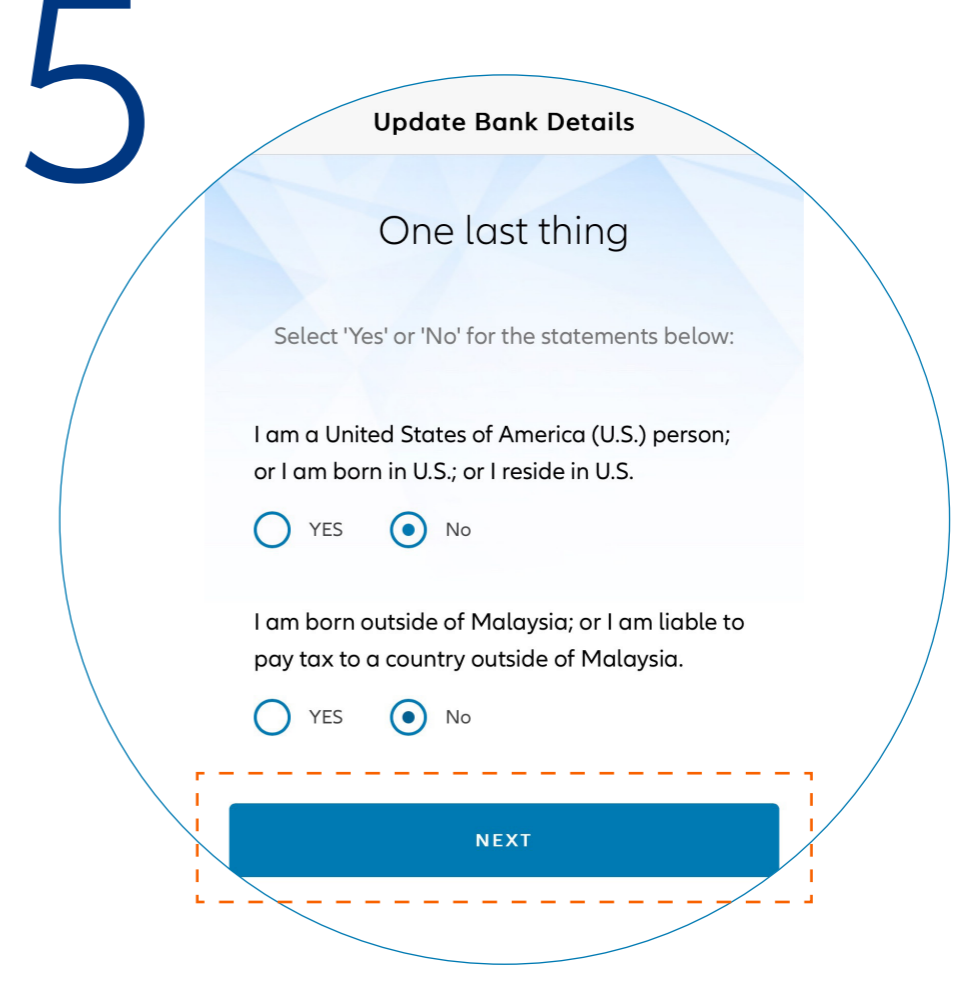 5
Update Bank Details
One last thing
Select 'Yes' or 'No' for the statements below:
I am a United States of America (U.S.) person;
or I am born in U.S.; or I reside in U.S.
YES No
I am born outside of Malaysia; or I am liable to
pay tax to a country outside of Malaysia.
YES No
NEXT